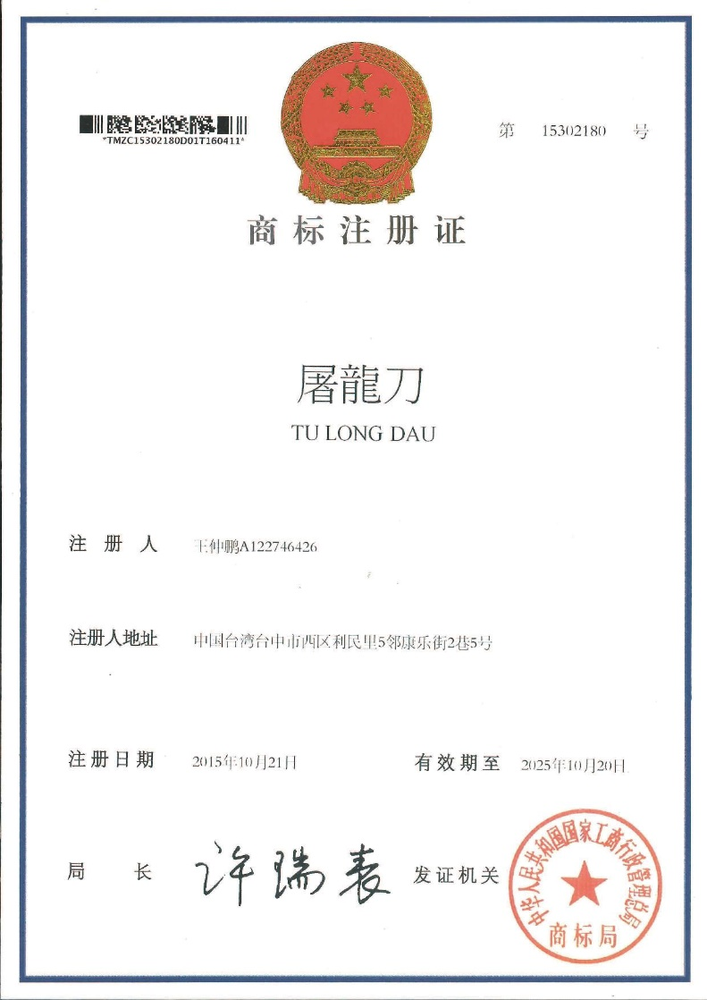 *TMZC15302180D01T160411*
第 15302180 号
商标注册证
屠龍刀
TU LONG DAU
注 册 人 王仲鹏A122746426
注册人地址 中国台湾台中市西区利民里5邻康乐街2巷5号
注册日期 2015年10月21日 有效期至 2025年10月20日
局 长 许瑞表 发证机关
中华人民共和国国家工商行政管理总局
商标局